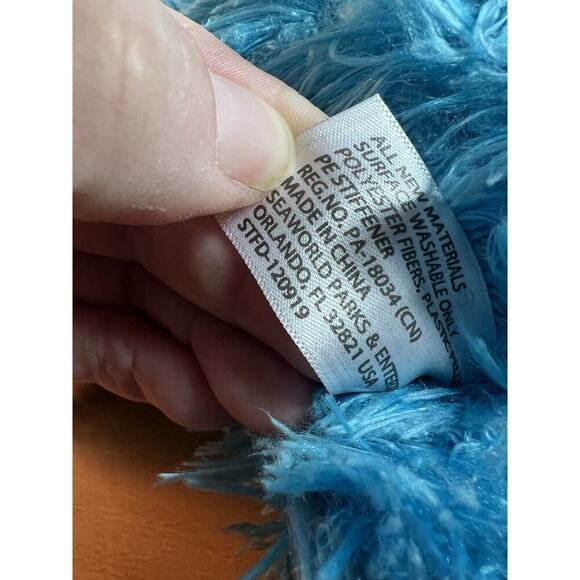 ALL NEW MATERIALS
SURFACE WASHABLE ONLY
POLYESTER FIBERS, PLASTIC
PE STIFFENER
REG.NO. PA-18034 (CN)
MADE IN CHINA
SEAWORLD PARKS &
ORLANDO, FL 32821 USA
STFD-120919